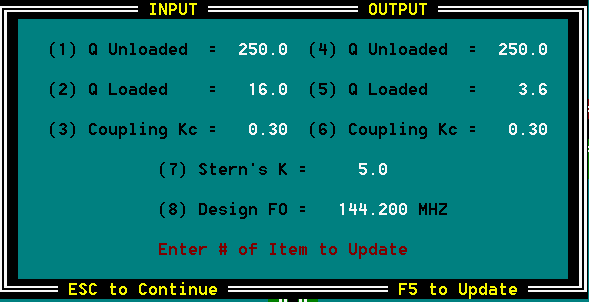 INPUT OUTPUT
(1) Q Unloaded = 250.0 (4) Q Unloaded = 250.0
(2) Q Loaded = 16.0 (5) Q Loaded = 3.6
(3) Coupling Kc = 0.30 (6) Coupling Kc = 0.30
(7) Stern's K = 5.0
(8) Design FO = 144.200 MHZ
Enter # of Item to Update
ESC to Continue F5 to Update